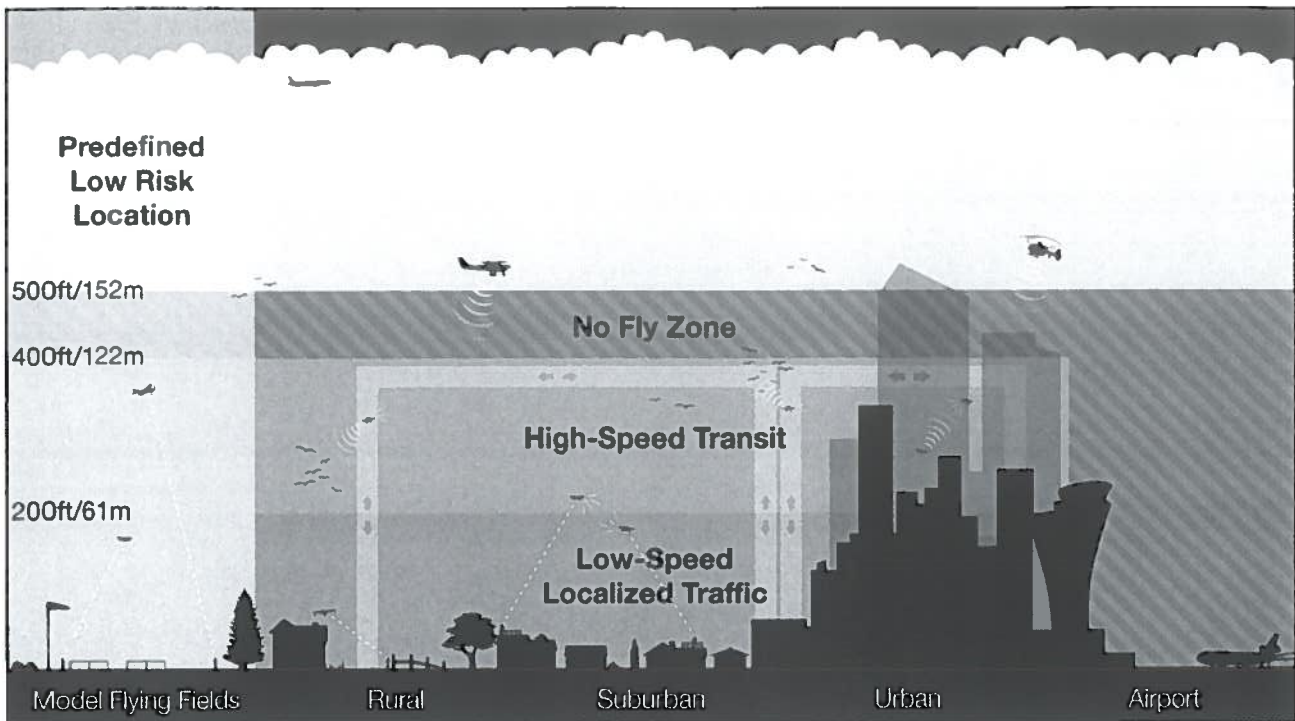 Predefined
Low Risk
Location
500ft/152m
No Fly Zone
400ft/122m
High-Speed Transit
200ft/61m
Low-Speed
Localized Traffic
Model Flying Fields
Rural
Suburban
Urban
Airport